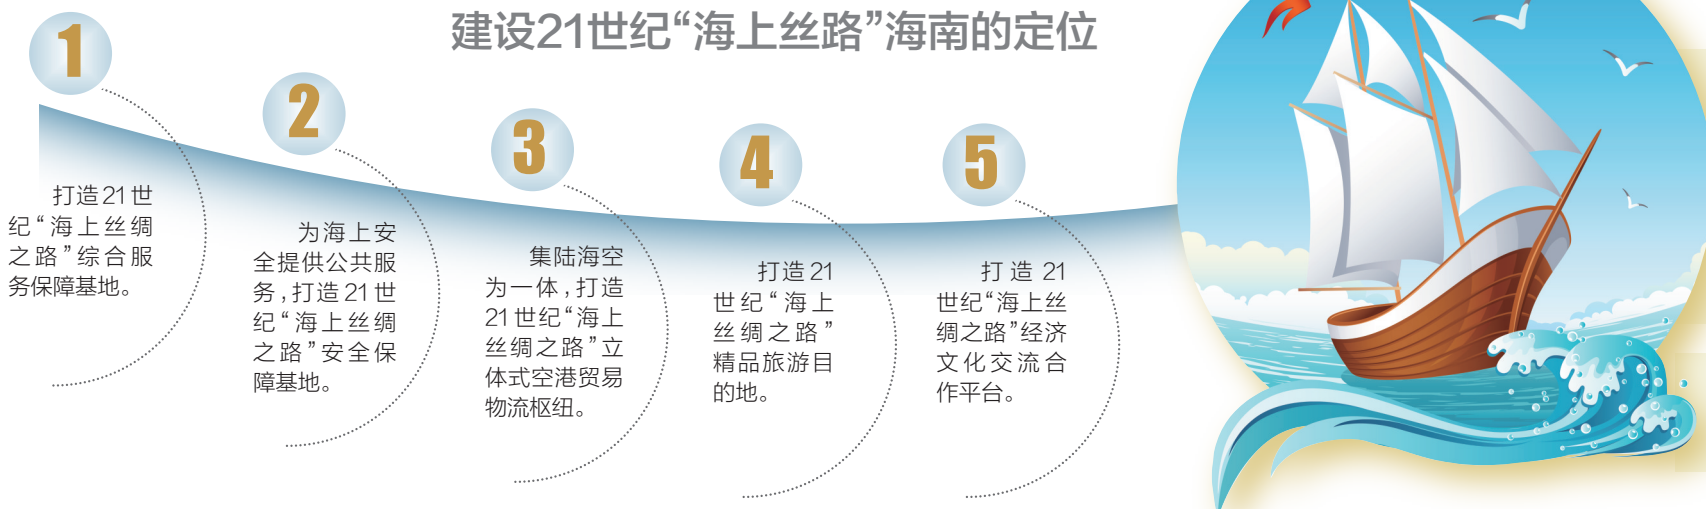 建设21世纪“海上丝路”海南的定位
1
打造21世
纪“海上丝绸
之路”综合服
务保障基地。
2
为海上安
全提供公共服
务,打造21世
纪“海上丝绸
之路”安全保
障基地。
3
集陆海空
为一体,打造
21世纪“海上
丝绸之路”立
体式空港贸易
物流枢纽。
4
打造21
世纪“海上
丝绸之路”
精品旅游目
的地。
5
打造21
世纪“海上丝
绸之路”经济
文化交流合
作平台。